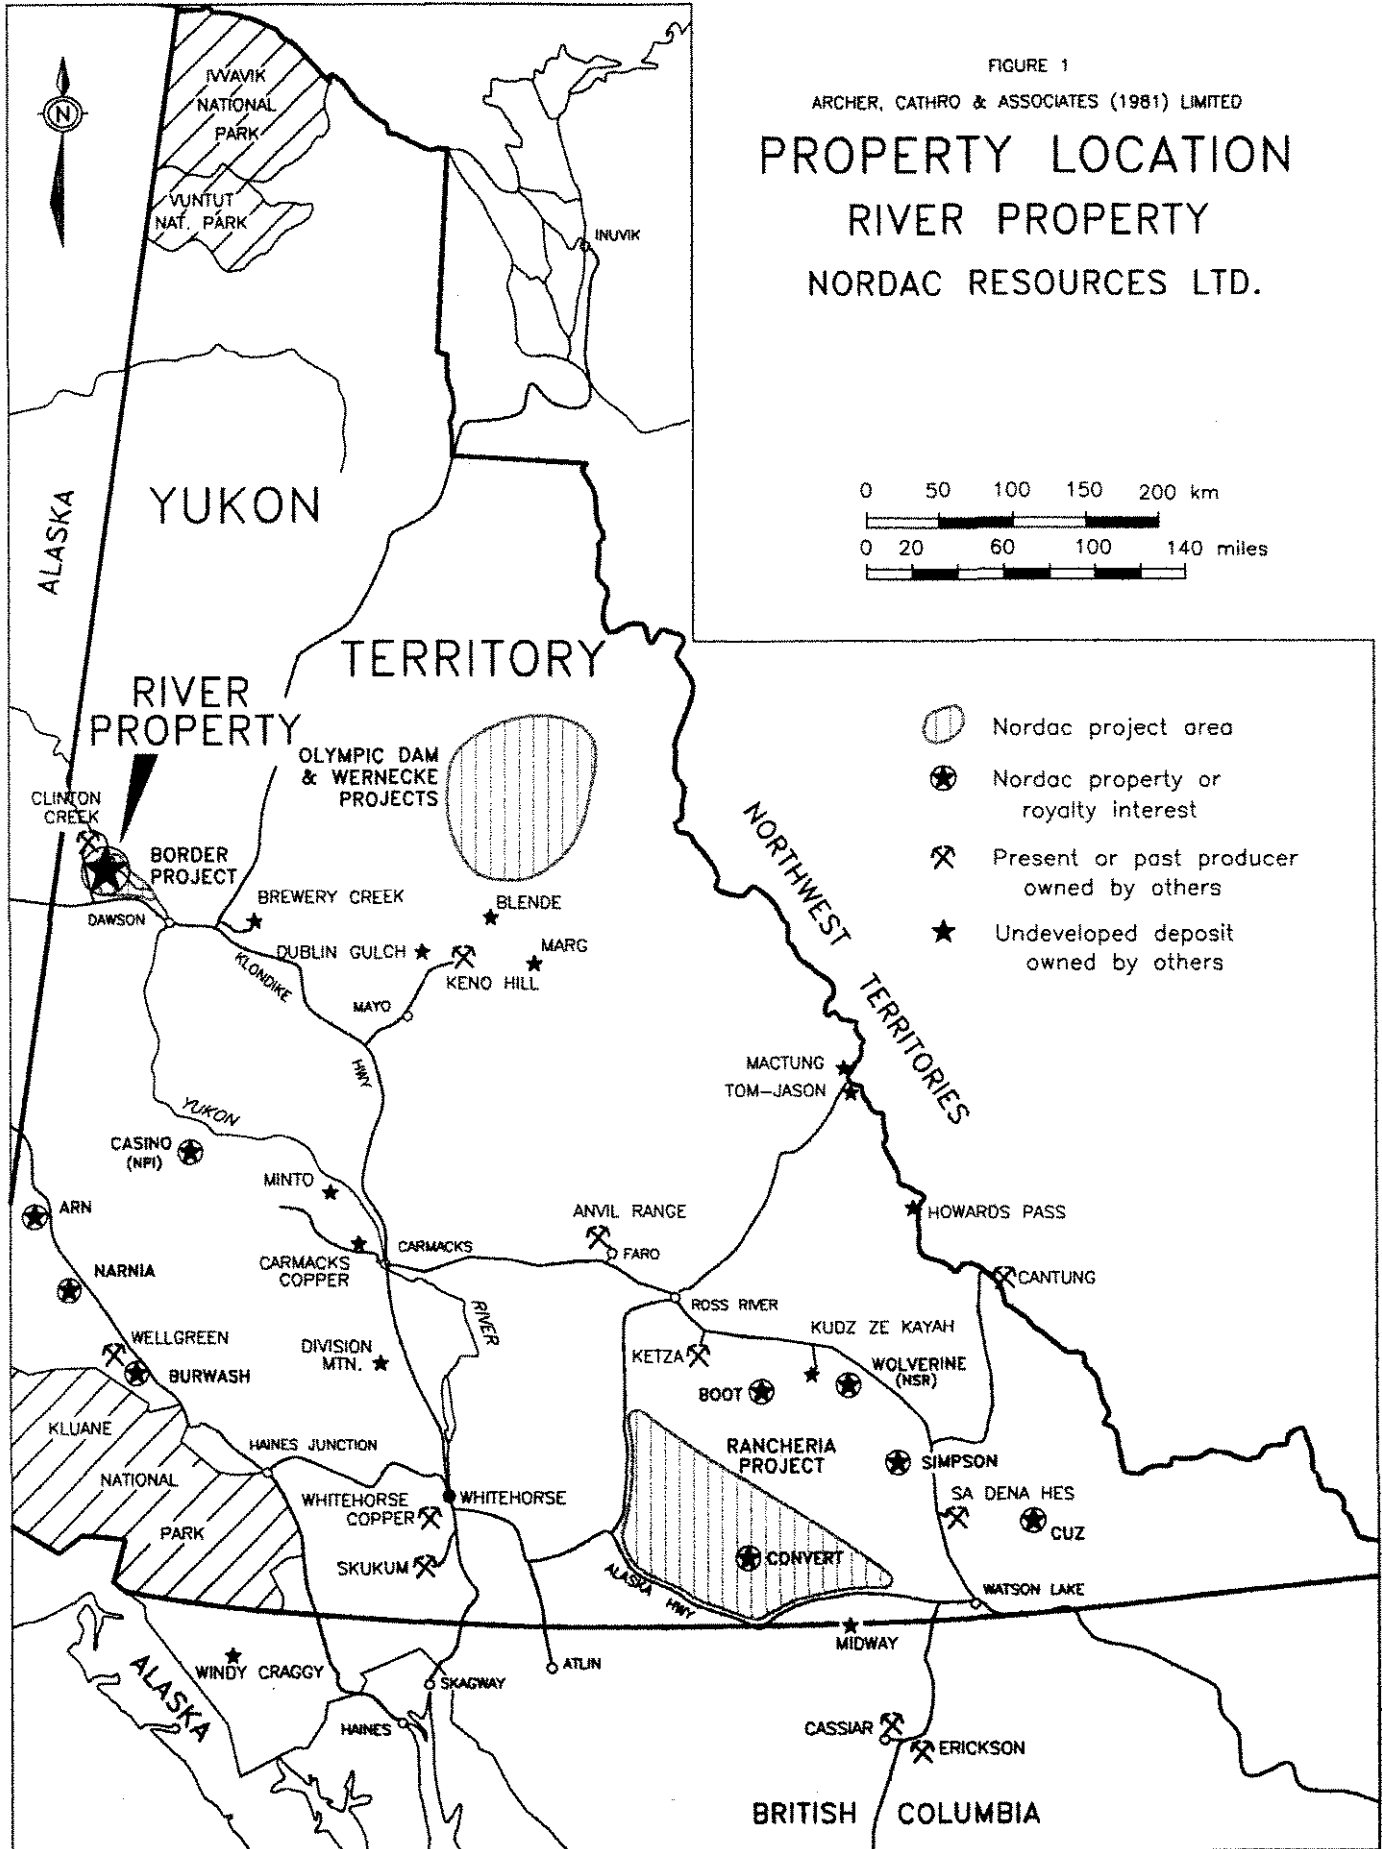 FIGURE 1
ARCHER, CATHRO & ASSOCIATES (1981) LIMITED
PROPERTY LOCATION
RIVER PROPERTY
NORDAC RESOURCES LTD.
0 50 100 150 200 km
0 20 60 100 140 miles
Nordac project area
Nordac property or
royalty interest
Present or past producer
owned by others
Undeveloped deposit
owned by others
N
IVVAVIK
NATIONAL
PARK
VUNTUT
NAT. PARK
INUVIK
ALASKA
YUKON
TERRITORY
RIVER
PROPERTY
OLYMPIC DAM
& WERNECKE
PROJECTS
CLINTON
CREEK
BORDER
PROJECT
DAWSON
BREWERY CREEK
BLENDE
DUBLIN GULCH
MARG
KENO HILL
KLONDIKE
HWY
MAYO
NORTHWEST TERRITORIES
MACTUNG
TOM-JASON
YUKON
RIVER
CASINO
(NPI)
MINTO
ARN
ANVIL RANGE
HOWARDS PASS
CARMACKS
COPPER
CARMACKS
FARO
NARNIA
CANTUNG
ROSS RIVER
WELLGREEN
BURWASH
DIVISION
MTN.
KETZA
KUDZ ZE KAYAH
BOOT
WOLVERINE
(NSR)
KLUANE
NATIONAL
PARK
HAINES JUNCTION
RANCHERIA
PROJECT
SIMPSON
WHITEHORSE
COPPER
WHITEHORSE
SA DENA HES
CUZ
SKUKUM
CONVERT
ALASKA
HWY
WATSON LAKE
MIDWAY
WINDY CRAGGY
ALASKA
SKAGWAY
ATLIN
HAINES
CASSIAR
ERICKSON
BRITISH COLUMBIA